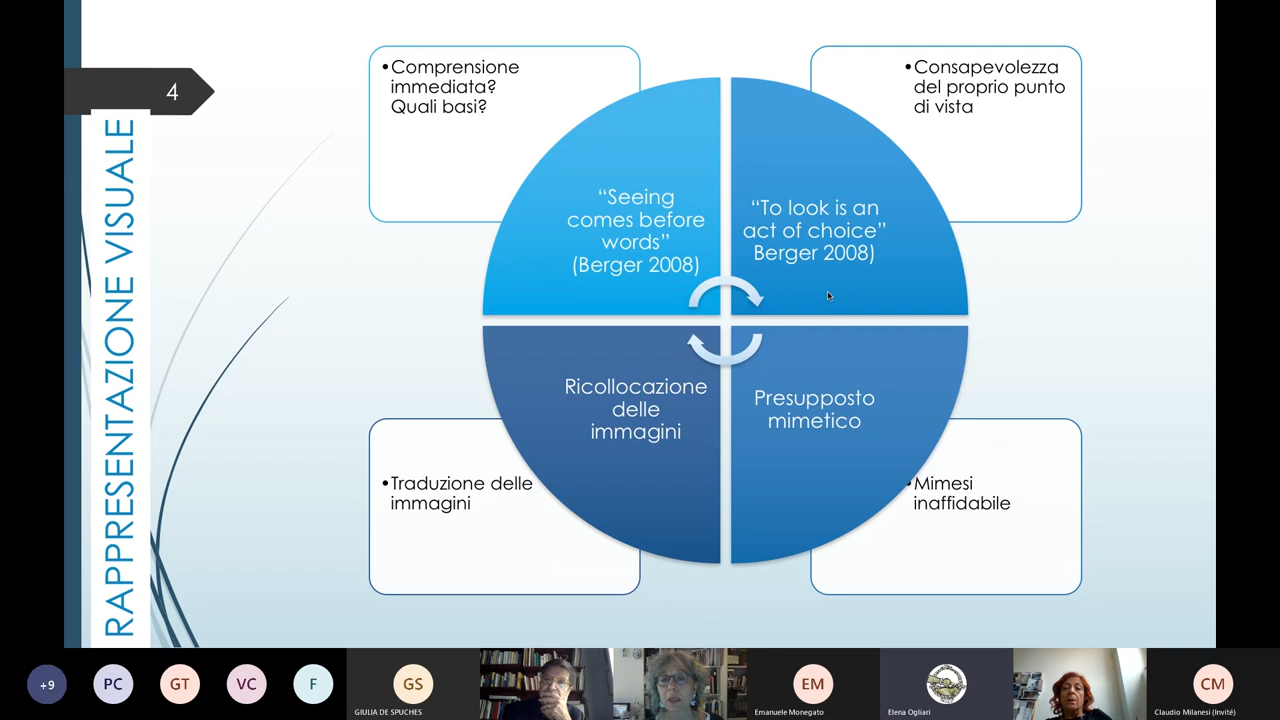 4
RAPPRESENTAZIONE VISUALE
•Comprensione
immediata?
Quali basi?
•Consapevolezza
del proprio punto
di vista
“Seeing
comes before
words”
(Berger 2008)
“To look is an
act of choice”
Berger 2008)
Ricollocazione
delle
immagini
Presupposto
mimetico
•Traduzione delle
immagini
•Mimesi
inaffidabile
+9
PC
GT
VC
F
GS
GIULIA DE SPUCHES
EM
Emanuele Monegato
Elena Ogliari
CM
Claudio Milanesi (Invité)